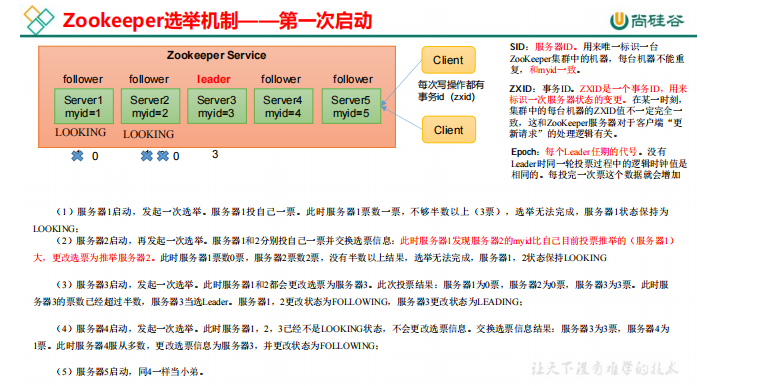 Zookeeper选举机制——第一次启动
尚硅谷
Zookeeper Service
follower follower leader follower follower
Server1 Server2 Server3 Server4 Server5
myid=1 myid=2 myid=3 myid=4 myid=5
LOOKING LOOKING
0 0 3
Client
每次写操作都有
事务id（zxid）
Client
SID：服务器ID。用来唯一标识一台
ZooKeeper集群中的机器，每台机器不能重
复，和myid一致。
ZXID：事务ID。ZXID是一个事务ID，用来
标识一次服务器状态的变更。在某一时刻，
集群中的每台机器的ZXID值不一定完全一
致，这和ZooKeeper服务器对于客户端“更
新请求”的处理逻辑有关。
Epoch：每个Leader任期的代号。没有
Leader时同一轮投票过程中的逻辑时钟值是
相同的。每投完一次票这个数据就会增加
（1）服务器1启动，发起一次选举。服务器1投自己一票。此时服务器1票数一票，不够半数以上（3票），选举无法完成，服务器1状态保持为
LOOKING；
（2）服务器2启动，再发起一次选举。服务器1和2分别投自己一票并交换选票信息：此时服务器1发现服务器2的myid比自己目前投票推举的（服务器1）
大，更改选票为推举服务器2。此时服务器1票数0票，服务器2票数2票，没有半数以上结果，选举无法完成，服务器1，2状态保持LOOKING
（3）服务器3启动，发起一次选举。此时服务器1和2都会更改选票为服务器3。此次投票结果：服务器1为0票，服务器2为0票，服务器3为3票。此时服
务器3的票数已经超过半数，服务器3当选Leader。服务器1，2更改状态为FOLLOWING，服务器3更改状态为LEADING；
（4）服务器4启动，发起一次选举。此时服务器1，2，3已经不是LOOKING状态，不会更改选票信息。交换选票信息结果：服务器3为3票，服务器4为
1票。此时服务器4服从多数，更改选票信息为服务器3，并更改状态为FOLLOWING；
（5）服务器5启动，同4一样当小弟。
让天下没有难学的技术